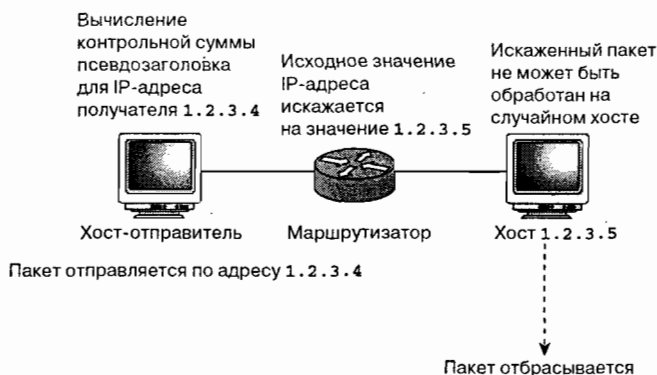 Вычисление
контрольной суммы
псевдозаголовка
для IP-адреса
получателя 1.2.3.4
Исходное значение
IP-адреса
искажается
на значение 1.2.3.5
Искаженный пакет
не может быть
обработан на
случайном хосте
Хост-отправитель
Маршрутизатор
Хост 1.2.3.5
Пакет отправляется по адресу 1.2.3.4
Пакет отбрасывается